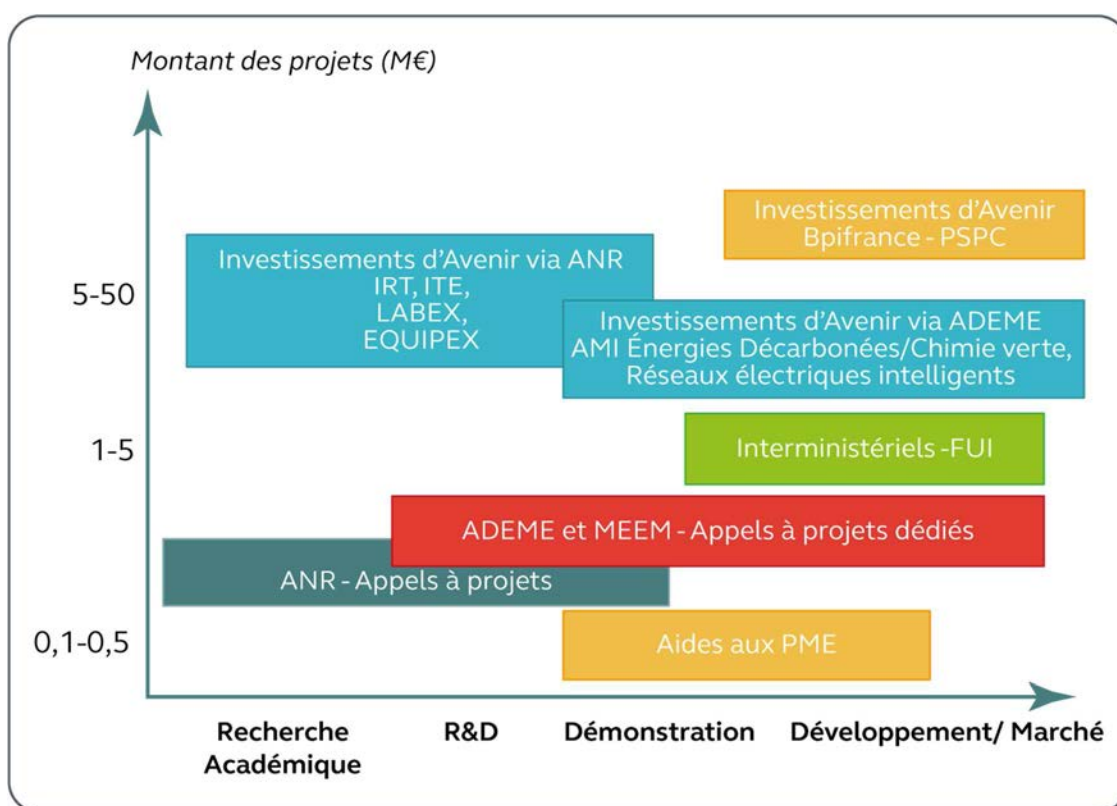 Montant des projets (M€)
Investissements d'Avenir
Bpifrance - PSPC
Investissements d'Avenir via ANR
IRT, ITE,
LABEX,
EQUIPEX
5-50
Investissements d'Avenir via ADEME
AMI Énergies Décarbonées/Chimie verte,
Réseaux électriques intelligents
1-5
Interministériels -FUI
ADEME et MEEM - Appels à projets dédiés
ANR - Appels à projets
0,1-0,5
Aides aux PME
Recherche
Académique
R&D
Démonstration
Développement/ Marché